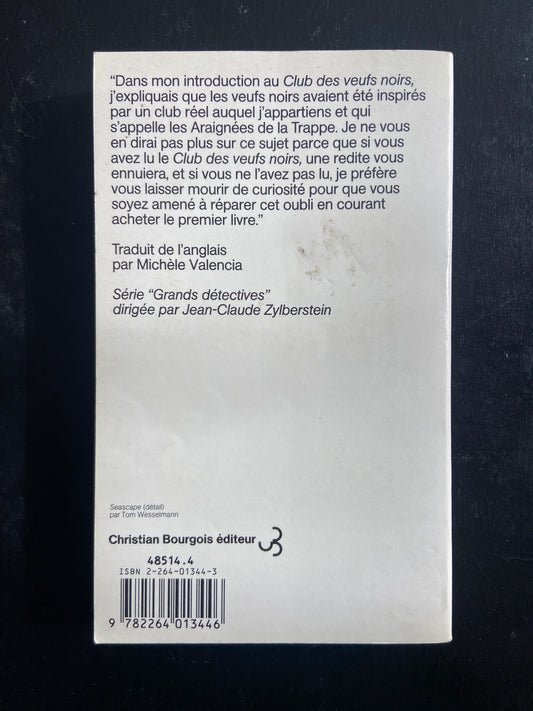 “Dans mon introduction au Club des veufs noirs,
j’expliquais que les veufs noirs avaient été inspirés
par un club réel auquel j’appartiens et qui
s’appelle les Araignées de la Trappe. Je ne vous
en dirai pas plus sur ce sujet parce que si vous
avez lu le Club des veufs noirs, une redite vous
ennuiera, et si vous ne l’avez pas lu, je préfère
vous laisser mourir de curiosité pour que vous
soyez amené à réparer cet oubli en courant
acheter le premier livre.”
Traduit de l’anglais
par Michèle Valencia
Série “Grands détectives”
dirigée par Jean-Claude Zylberstein
Seascape (détail)
par Tom Wesselmann
Christian Bourgois éditeur
48514.4
ISBN 2-264-01344-3
9 782264 013446